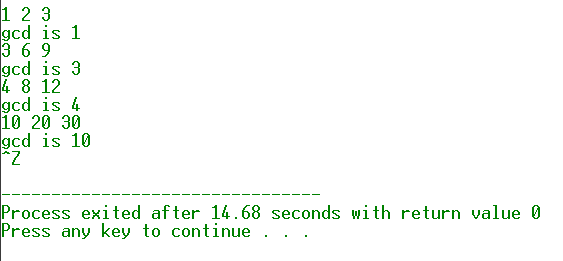 1 2 3
gcd is 1
3 6 9
gcd is 3
4 8 12
gcd is 4
10 20 30
gcd is 10
^Z
--------------------------------
Process exited after 14.68 seconds with return value 0
Press any key to continue . . .